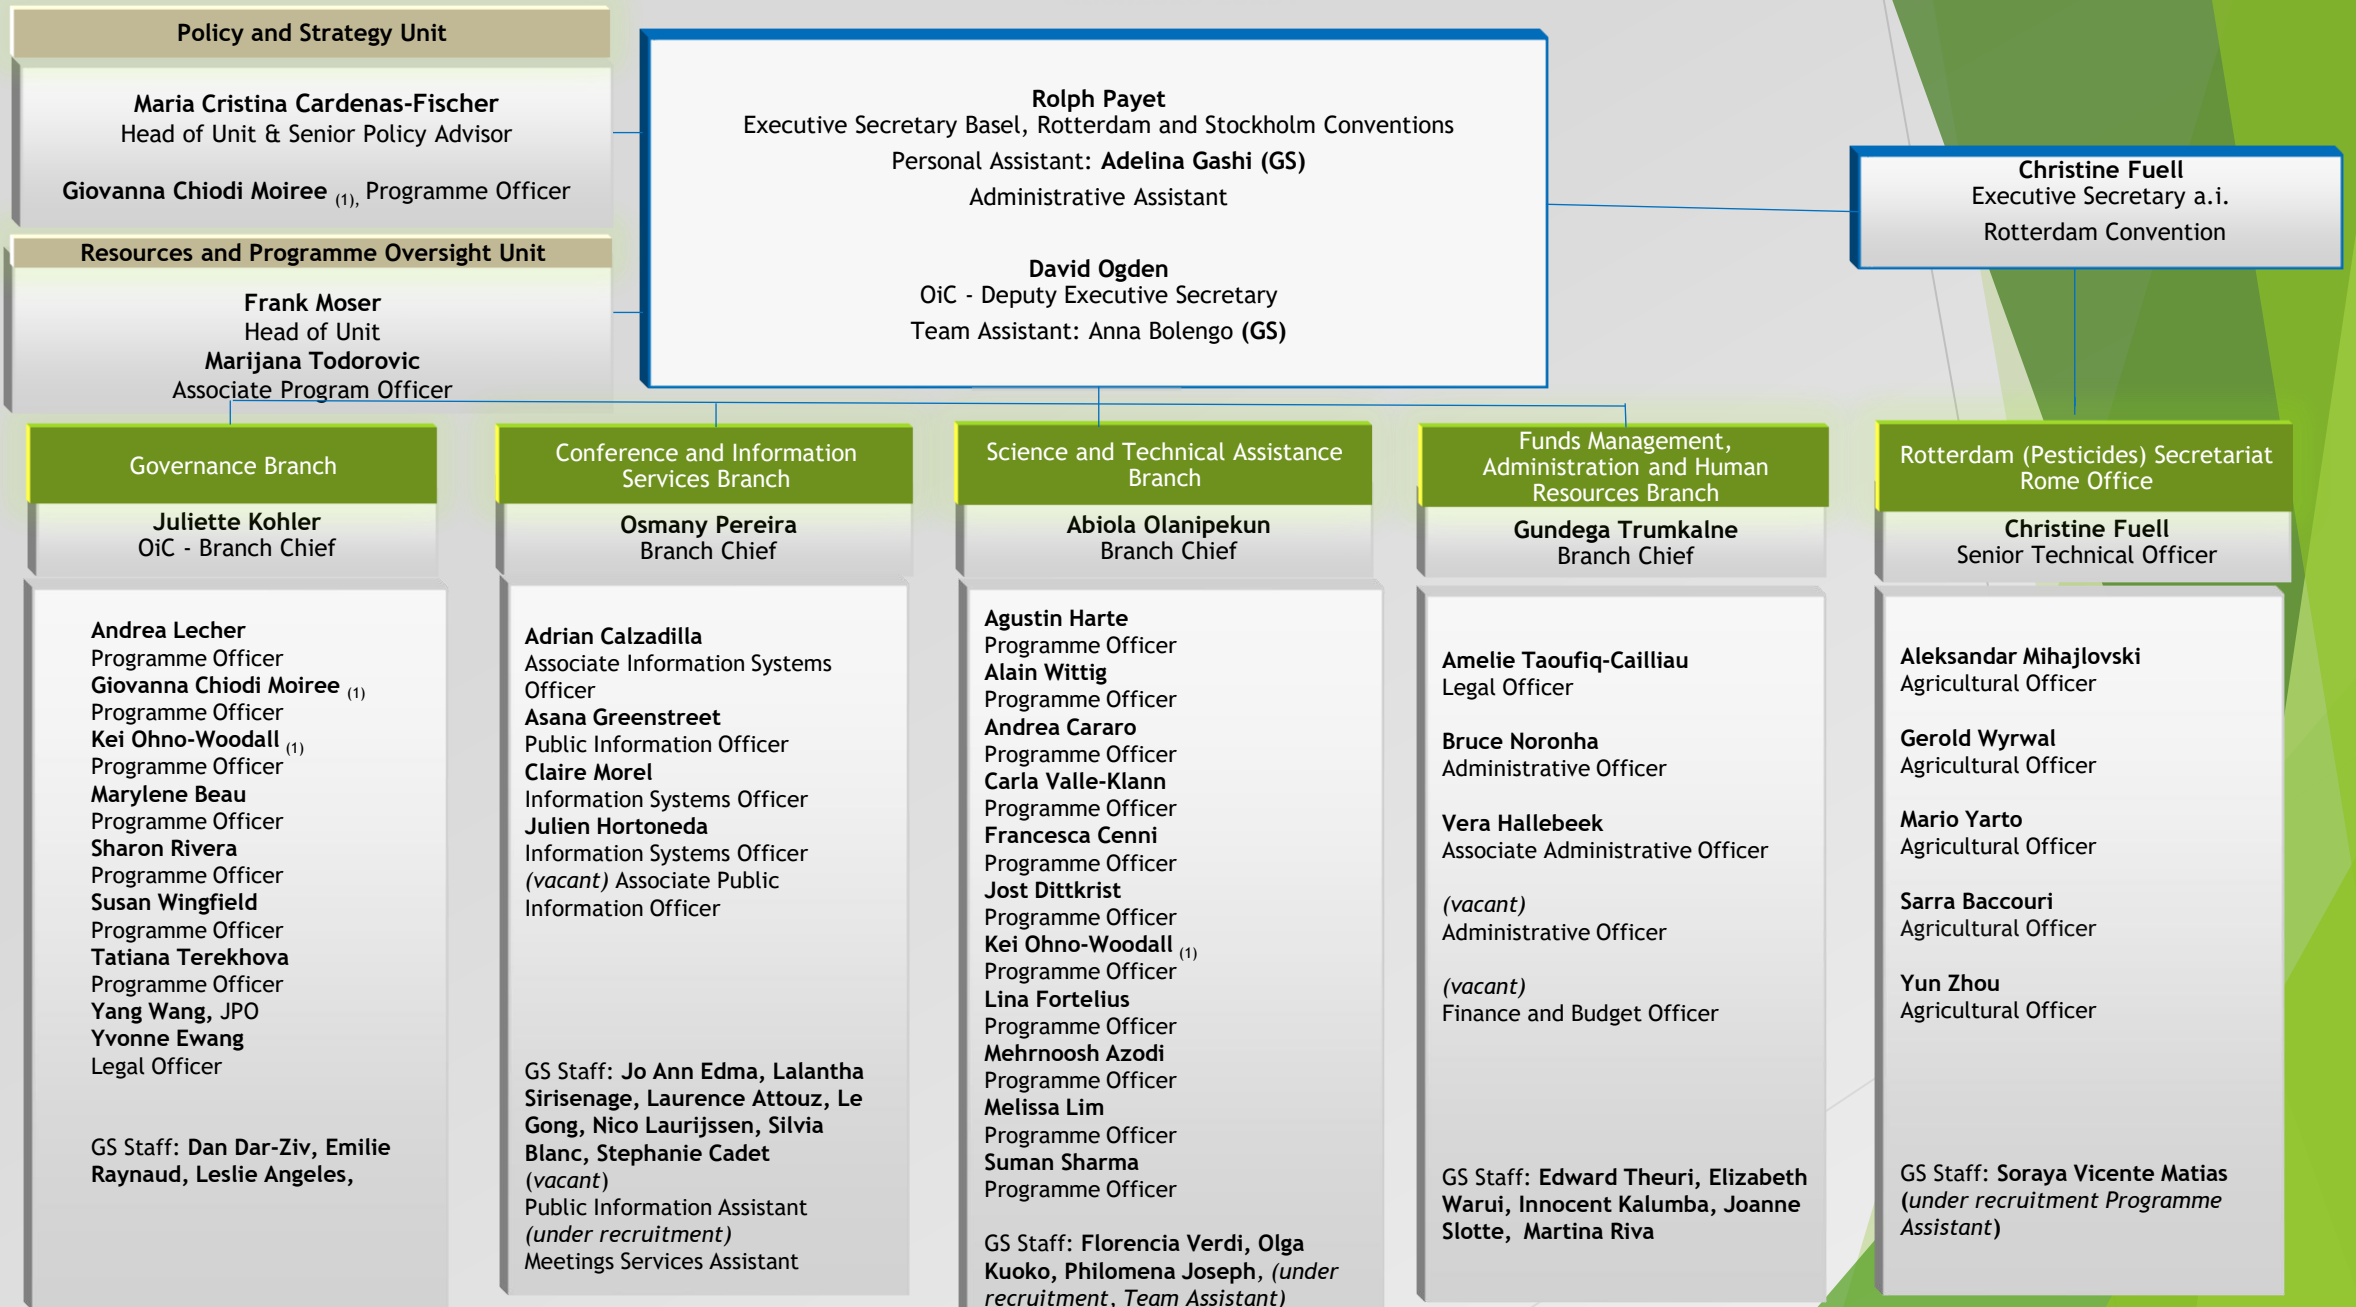 Policy and Strategy Unit
Maria Cristina Cardenas-Fischer
Head of Unit & Senior Policy Advisor
Giovanna Chiodi Moiree (1), Programme Officer
Resources and Programme Oversight Unit
Frank Moser
Head of Unit
Marijana Todorovic
Associate Program Officer
Rolph Payet
Executive Secretary Basel, Rotterdam and Stockholm Conventions
Personal Assistant: Adelina Gashi (GS)
Administrative Assistant
David Ogden
OiC - Deputy Executive Secretary
Team Assistant: Anna Bolengo (GS)
Christine Fuell
Executive Secretary a.i.
Rotterdam Convention
Governance Branch
Juliette Kohler
OiC - Branch Chief
Andrea Lecher
Programme Officer
Giovanna Chiodi Moiree (1)
Programme Officer
Kei Ohno-Woodall (1)
Programme Officer
Marylene Beau
Programme Officer
Sharon Rivera
Programme Officer
Susan Wingfield
Programme Officer
Tatiana Terekhova
Programme Officer
Yang Wang, JPO
Yvonne Ewang
Legal Officer
GS Staff: Dan Dar-Ziv, Emilie
Raynaud, Leslie Angeles,
Conference and Information
Services Branch
Osmany Pereira
Branch Chief
Adrian Calzadilla
Associate Information Systems
Officer
Asana Greenstreet
Public Information Officer
Claire Morel
Information Systems Officer
Julien Hortoneda
Information Systems Officer
(vacant) Associate Public
Information Officer
GS Staff: Jo Ann Edma, Lalantha
Sirisenage, Laurence Attouz, Le
Gong, Nico Laurijssen, Silvia
Blanc, Stephanie Cadet
(vacant)
Public Information Assistant
(under recruitment)
Meetings Services Assistant
Science and Technical Assistance
Branch
Abiola Olanipekun
Branch Chief
Agustin Harte
Programme Officer
Alain Wittig
Programme Officer
Andrea Cararo
Programme Officer
Carla Valle-Klann
Programme Officer
Francesca Cenni
Programme Officer
Jost Dittkrist
Programme Officer
Kei Ohno-Woodall (1)
Programme Officer
Lina Fortelius
Programme Officer
Mehrnoosh Azodi
Programme Officer
Melissa Lim
Programme Officer
Suman Sharma
Programme Officer
GS Staff: Florencia Verdi, Olga
Kuoko, Philomena Joseph, (under
recruitment, Team Assistant)
Funds Management,
Administration and Human
Resources Branch
Gundega Trumkalne
Branch Chief
Amelie Taoufiq-Cailliau
Legal Officer
Bruce Noronha
Administrative Officer
Vera Hallebeek
Associate Administrative Officer
(vacant)
Administrative Officer
(vacant)
Finance and Budget Officer
GS Staff: Edward Theuri, Elizabeth
Warui, Innocent Kalumba, Joanne
Slotte, Martina Riva
Rotterdam (Pesticides) Secretariat
Rome Office
Christine Fuell
Senior Technical Officer
Aleksandar Mihajlovski
Agricultural Officer
Gerold Wyrwal
Agricultural Officer
Mario Yarto
Agricultural Officer
Sarra Baccouri
Agricultural Officer
Yun Zhou
Agricultural Officer
GS Staff: Soraya Vicente Matias
(under recruitment Programme
Assistant)